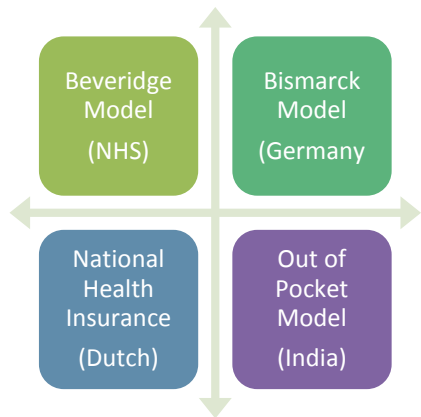 Beveridge
Model
(NHS)
Bismarck
Model
(Germany
National
Health
Insurance
(Dutch)
Out of
Pocket
Model
(India)